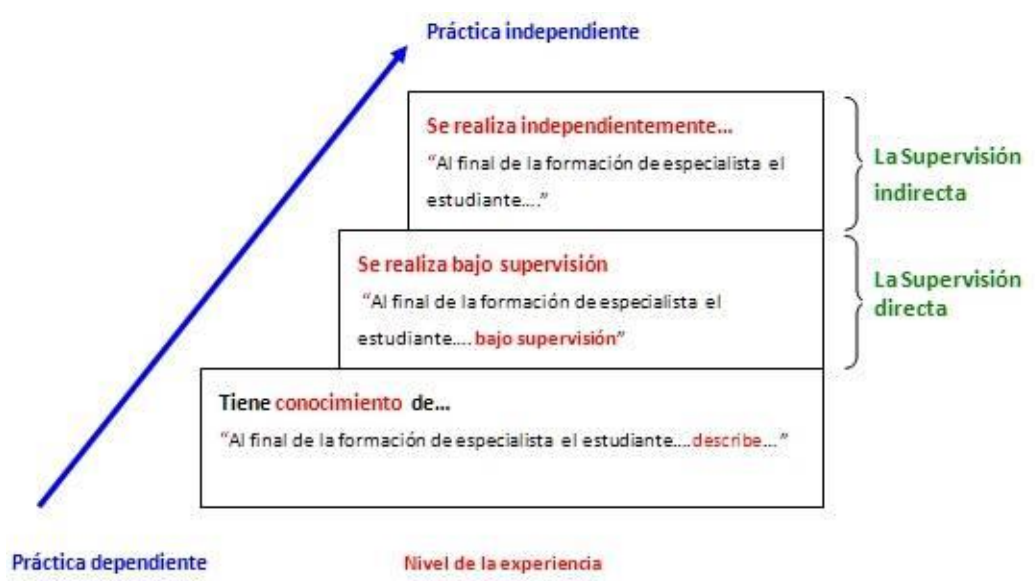 Práctica independiente
Se realiza independientemente...
"Al final de la formación de especialista el
estudiante...."
La Supervisión
indirecta
Se realiza bajo supervisión
"Al final de la formación de especialista el
estudiante.... bajo supervisión"
La Supervisión
directa
Tiene conocimiento de...
"Al final de la formación de especialista el estudiante....describe..."
Práctica dependiente
Nivel de la experiencia